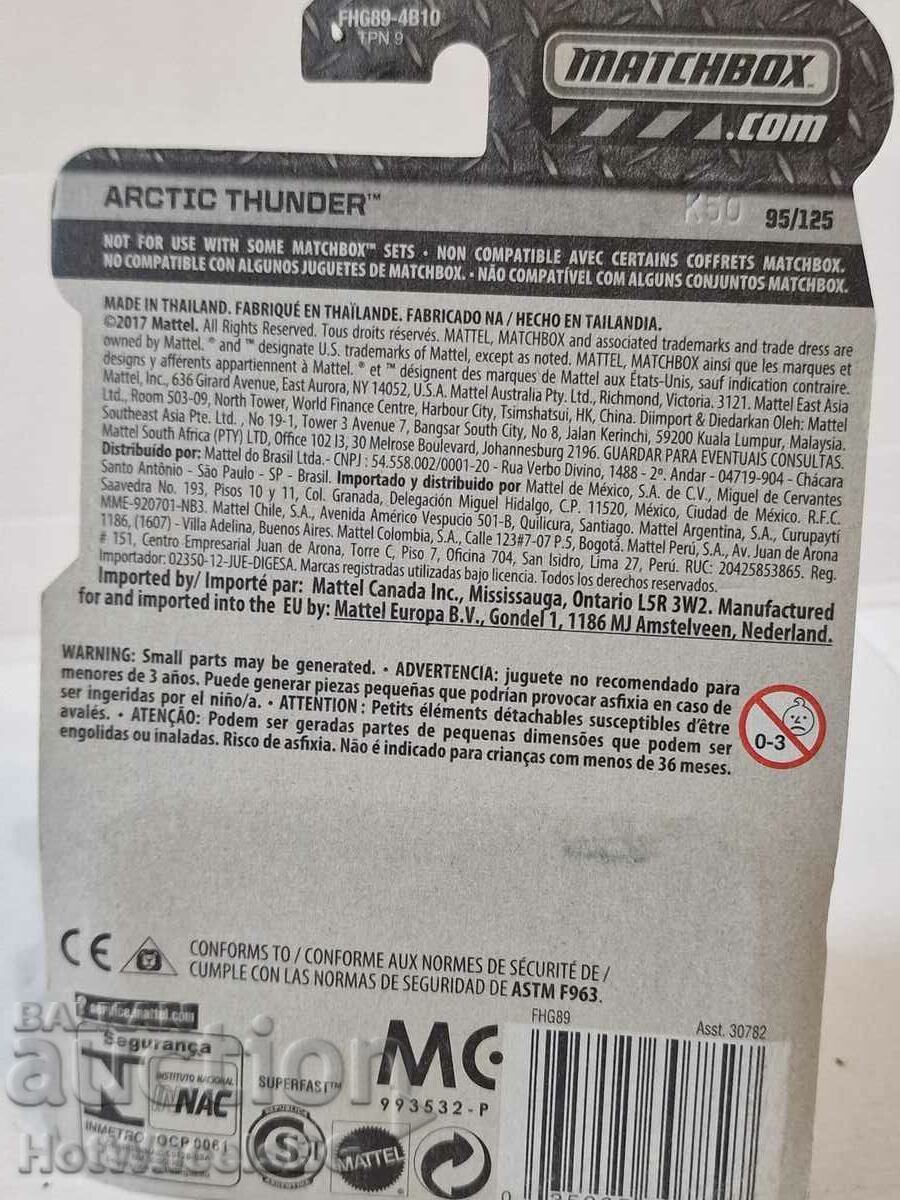 FHG89-4B10
TPN 9
MATCHBOX
.com
ARCTIC THUNDER™ K50 95/125
NOT FOR USE WITH SOME MATCHBOX™ SETS • NON COMPATIBLE AVEC CERTAINS COFFRETS MATCHBOX.
NO COMPATIBLE CON ALGUNOS JUGUETES DE MATCHBOX. • NÃO COMPATÍVEL COM ALGUNS CONJUNTOS MATCHBOX.
MADE IN THAILAND. FABRIQUÉ EN THAÏLANDE. FABRICADO NA / HECHO EN TAILANDIA.
©2017 Mattel. All Rights Reserved. Tous droits réservés. MATTEL, MATCHBOX and associated trademarks and trade dress are
owned by Mattel. ® and ™ designate U.S. trademarks of Mattel, except as noted. MATTEL, MATCHBOX ainsi que les marques et
designs y afférents appartiennent à Mattel. ® et ™ désignent des marques de Mattel aux États-Unis, sauf indication contraire.
Mattel, Inc., 636 Girard Avenue, East Aurora, NY 14052, U.S.A. Mattel Australia Pty. Ltd., Richmond, Victoria. 3121. Mattel East Asia
Ltd., Room 503-09, North Tower, World Finance Centre, Harbour City, Tsimshatsui, HK, China. Diimport & Diedarkan Oleh: Mattel
Southeast Asia Pte. Ltd. , No 19-1, Tower 3 Avenue 7, Bangsar South City, No 8, Jalan Kerinchi, 59200 Kuala Lumpur, Malaysia.
Mattel South Africa (PTY) LTD, Office 102 I3, 30 Melrose Boulevard, Johannesburg 2196. GUARDAR PARA EVENTUAIS CONSULTAS.
Distribuído por: Mattel do Brasil Ltda.- CNPJ : 54.558.002/0001-20 - Rua Verbo Divino, 1488 - 2º. Andar - 04719-904 - Chácara
Santo Antônio - São Paulo - SP - Brasil. Importado y distribuido por Mattel de México, S.A. de C.V., Miguel de Cervantes
Saavedra No. 193, Pisos 10 y 11, Col. Granada, Delegación Miguel Hidalgo, C.P. 11520, México, Ciudad de México. R.F.C.
MME-920701-NB3. Mattel Chile, S.A., Avenida Américo Vespucio 501-B, Quilicura, Santiago. Mattel Argentina, S.A., Curupaytí
1186, (1607) - Villa Adelina, Buenos Aires. Mattel Colombia, S.A., Calle 123#7-07 P.5, Bogotá. Mattel Perú, S.A., Av. Juan de Arona
# 151, Centro Empresarial Juan de Arona, Torre C, Piso 7, Oficina 704, San Isidro, Lima 27, Perú. RUC: 20425853865. Reg.
Importador: 02350-12-JUE-DIGESA. Marcas registradas utilizadas bajo licencia. Todos los derechos reservados.
Imported by/ Importé par: Mattel Canada Inc., Mississauga, Ontario L5R 3W2. Manufactured
for and imported into the EU by: Mattel Europa B.V., Gondel 1, 1186 MJ Amstelveen, Nederland.
WARNING: Small parts may be generated. • ADVERTENCIA: juguete no recomendado para
menores de 3 años. Puede generar piezas pequeñas que podrían provocar asfixia en caso de
ser ingeridas por el niño/a. • ATTENTION : Petits éléments détachables susceptibles d'être
avalés. • ATENÇÃO: Podem ser geradas partes de pequenas dimensões que podem ser
engolidas ou inaladas. Risco de asfixia. Não é indicado para crianças com menos de 36 meses.
0-3
CE
CONFORMS TO / CONFORME AUX NORMES DE SÉCURITÉ DE /
CUMPLE CON LAS NORMAS DE SEGURIDAD DE ASTM F963.
service.mattel.com
BALKAN
auction
Segurança
INSTITUTO NACIONAL
INNAC
INMETRO OCP 0061
SUPERFAST™
MC
993532-P
REPUBLICA
S
ARGENTINA
MATTEL
FHG89
Asst. 30782
0